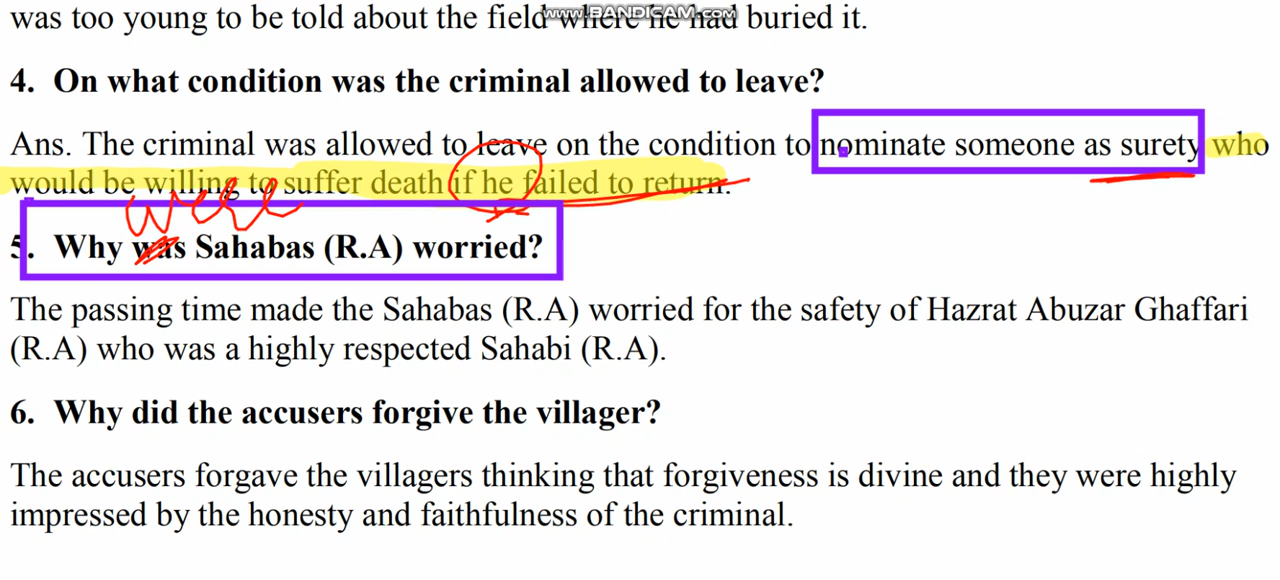 was too young to be told about the field where he had buried it.
www.BANDICAM.com
4. On what condition was the criminal allowed to leave?
Ans. The criminal was allowed to leave on the condition to nominate someone as surety who
would be willing to suffer death if he failed to return.
were
5. Why was Sahabas (R.A) worried?
The passing time made the Sahabas (R.A) worried for the safety of Hazrat Abuzar Ghaffari
(R.A) who was a highly respected Sahabi (R.A).
6. Why did the accusers forgive the villager?
The accusers forgave the villagers thinking that forgiveness is divine and they were highly
impressed by the honesty and faithfulness of the criminal.